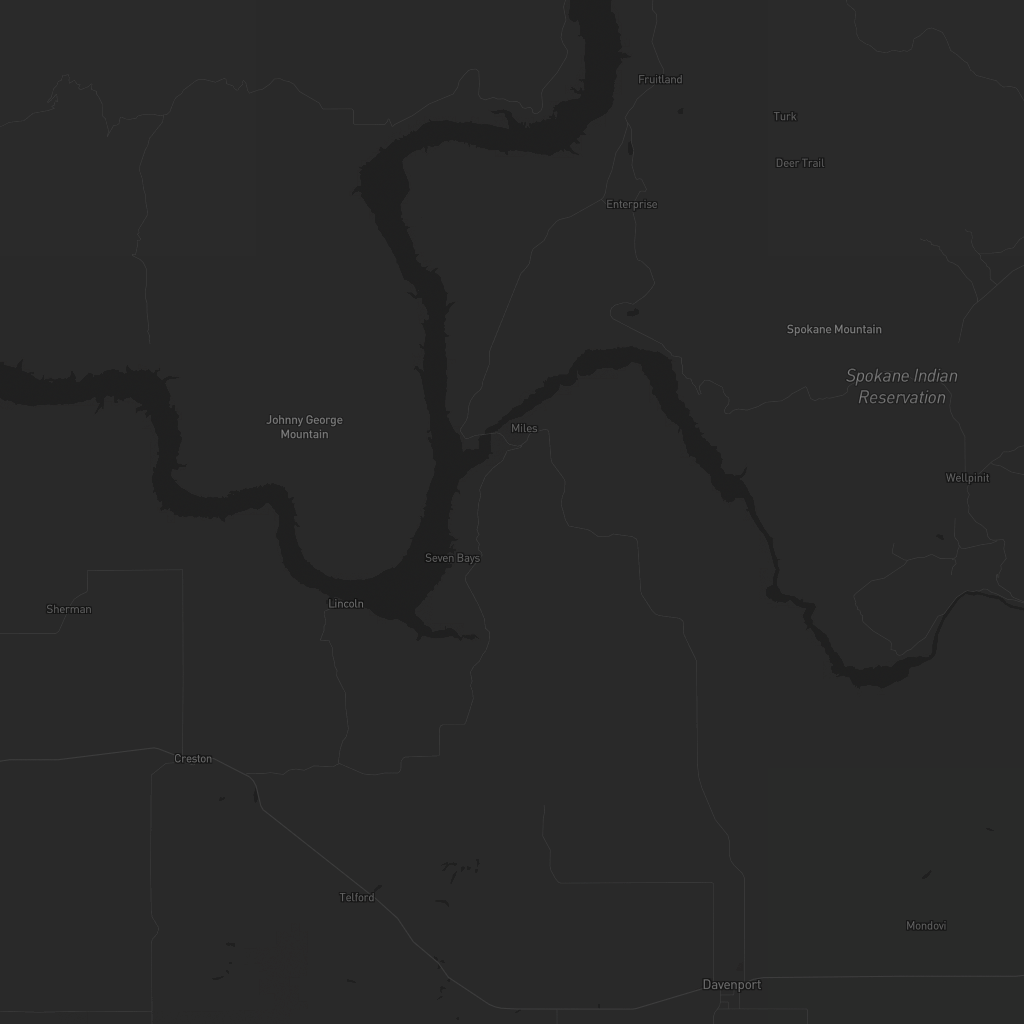 Fruitland
Turk
Deer Trail
Enterprise
Spokane Mountain
Spokane Indian
Reservation
Johnny George
Mountain
Miles
Wellpinit
Seven Bays
Lincoln
Sherman
Creston
Telford
Mondovi
Davenport